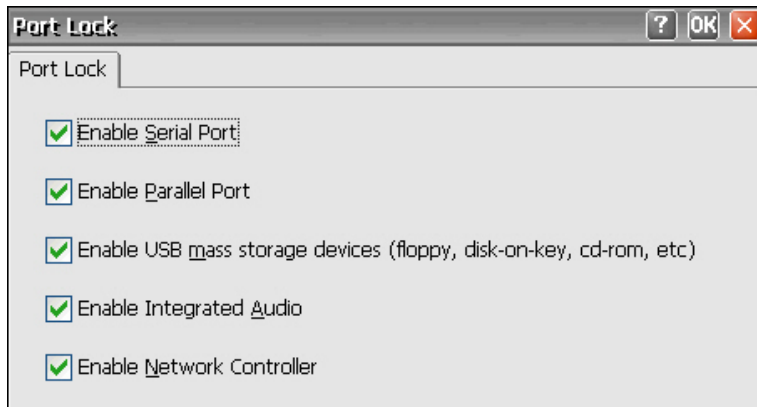 Port Lock
? OK
Port Lock
Enable Serial Port
Enable Parallel Port
Enable USB mass storage devices (floppy, disk-on-key, cd-rom, etc)
Enable Integrated Audio
Enable Network Controller